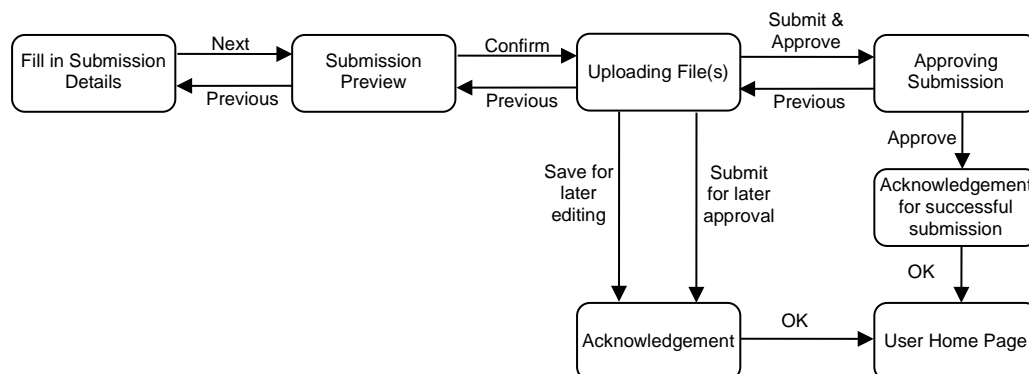 Submit &
Approve
Next
Confirm
Fill in Submission
Details
Submission
Preview
Uploading File(s)
Approving
Submission
Previous
Previous
Previous
Approve
Save for
later
editing
Submit
for later
approval
Acknowledgement
for successful
submission
OK
Acknowledgement
OK
User Home Page